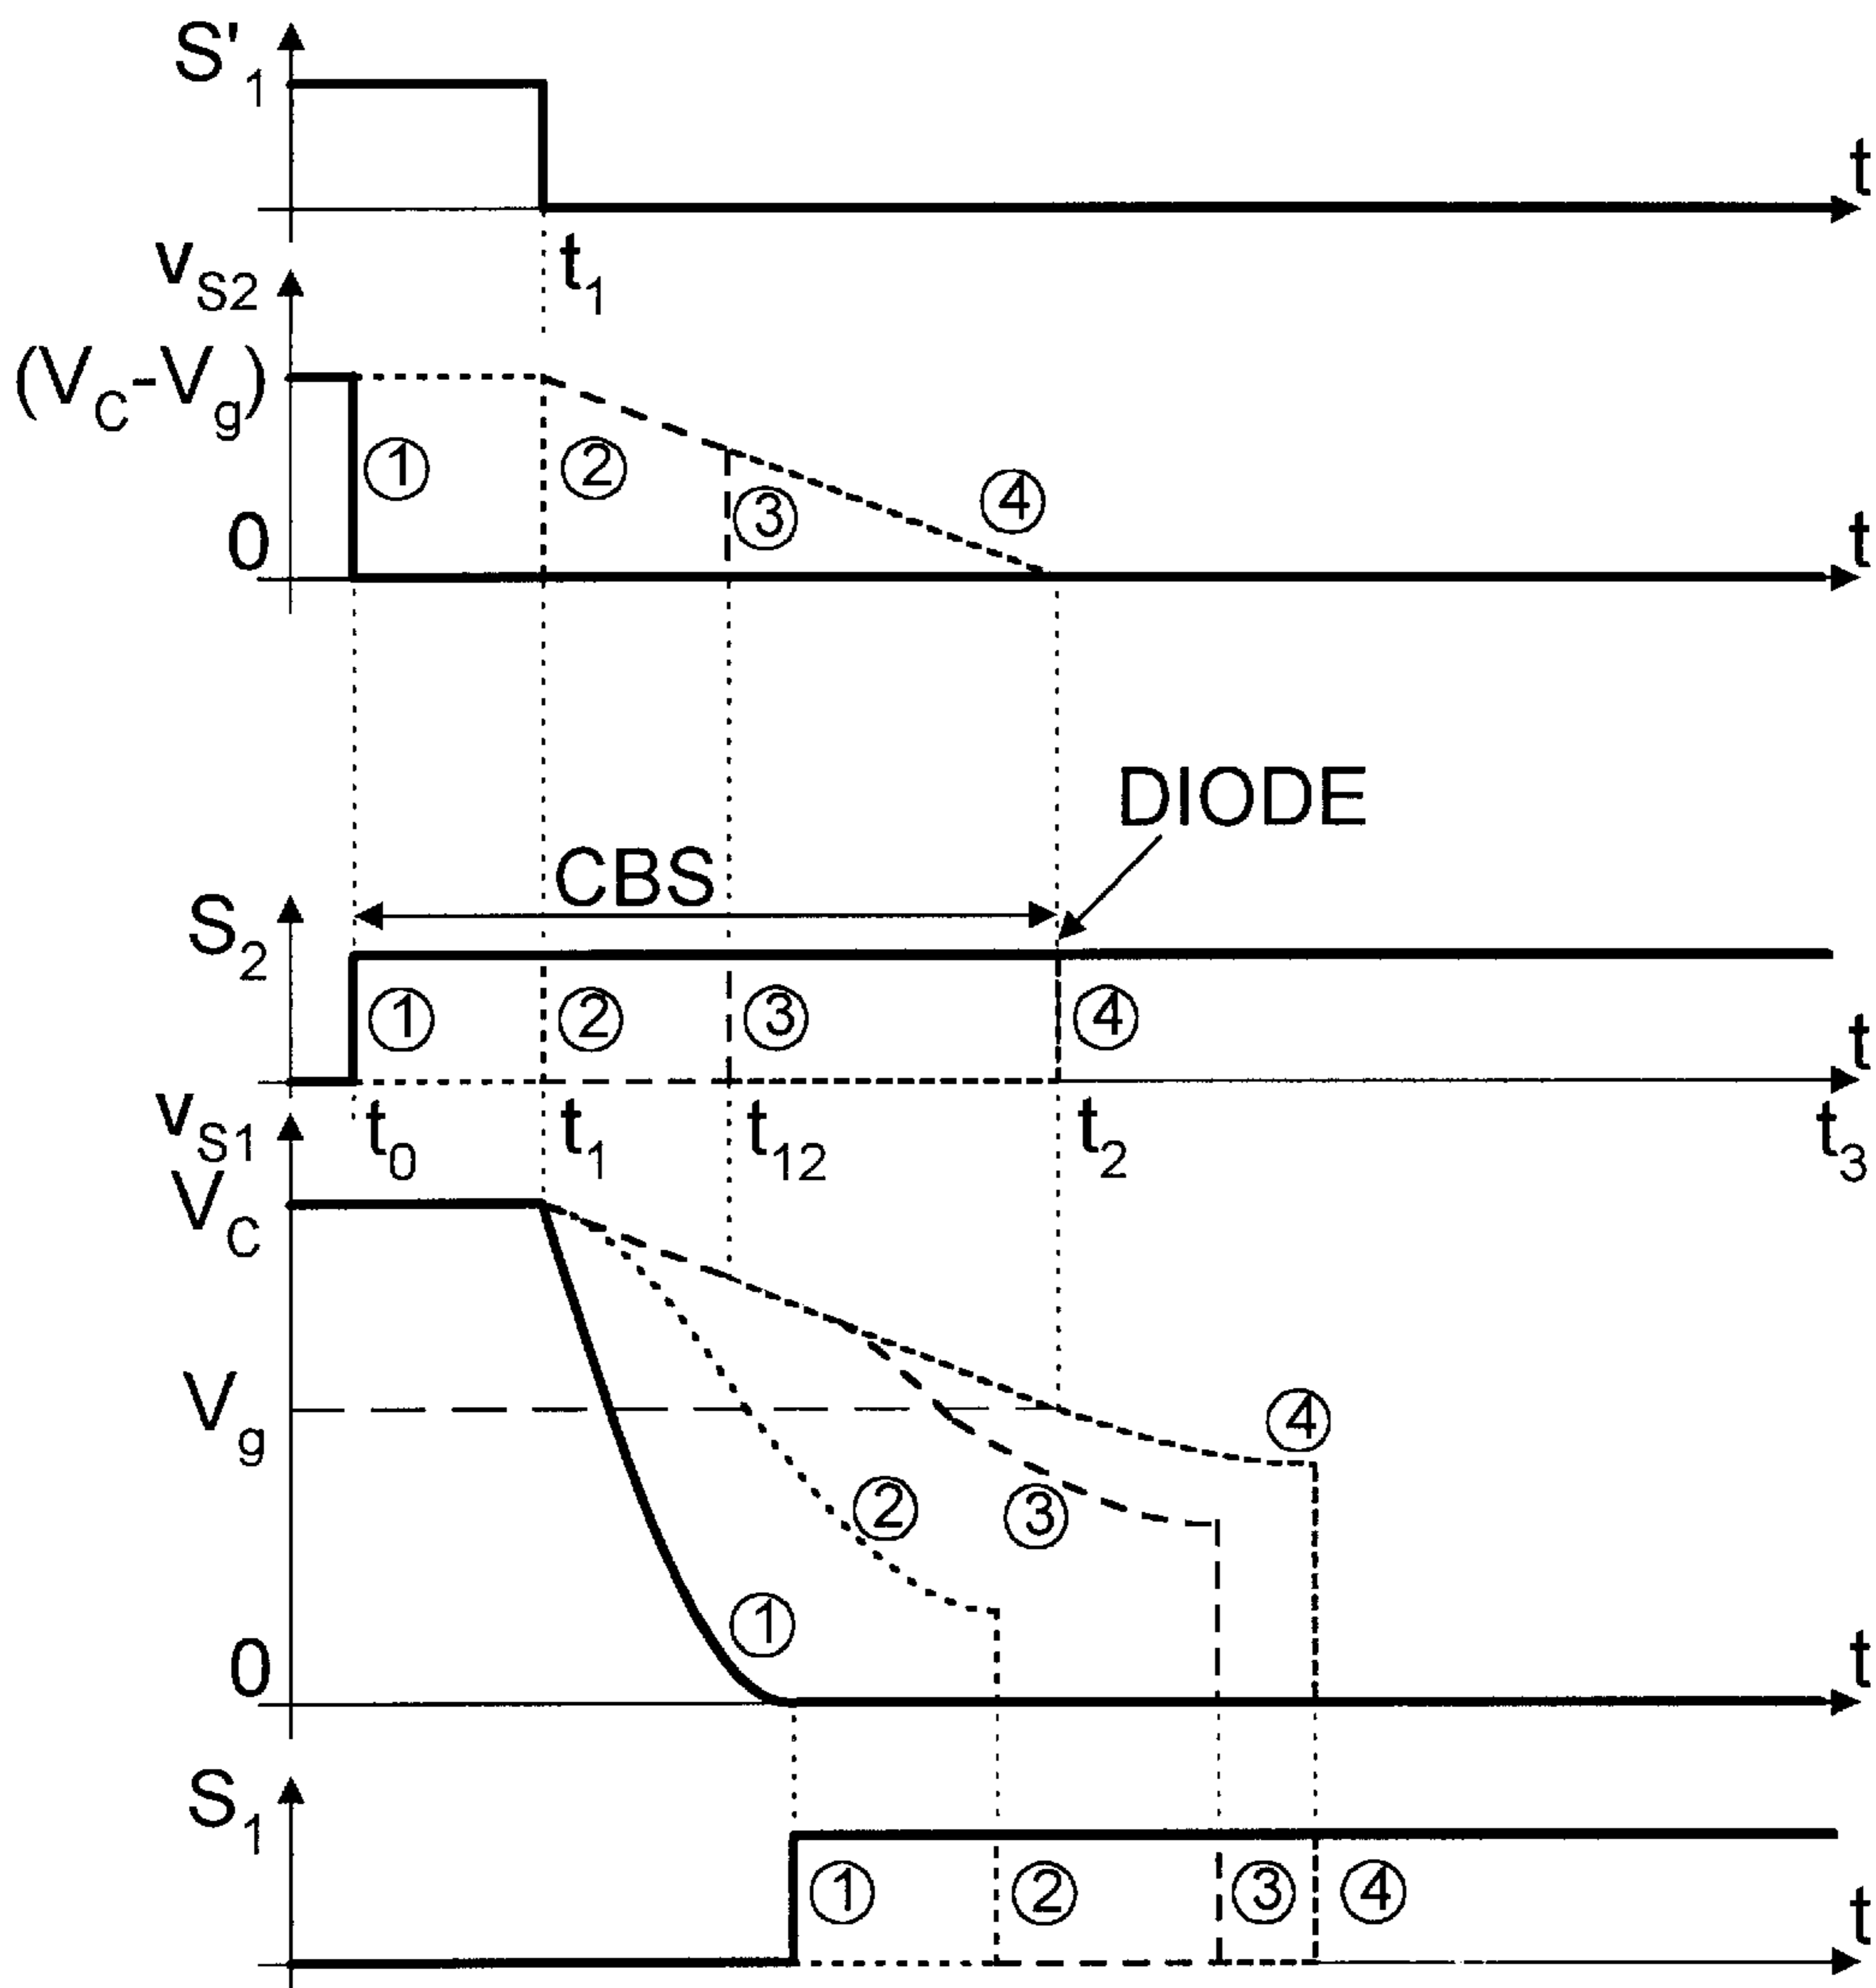 S'1
t
t1
vS2
(VC-Vg)
① ② ③ ④
0
t
DIODE
CBS
S2
① ② ③ ④
t
t0 t1 t12 t2 t3
vS1
VC
Vg
④
② ③
①
0
t
S1
① ② ③ ④
t